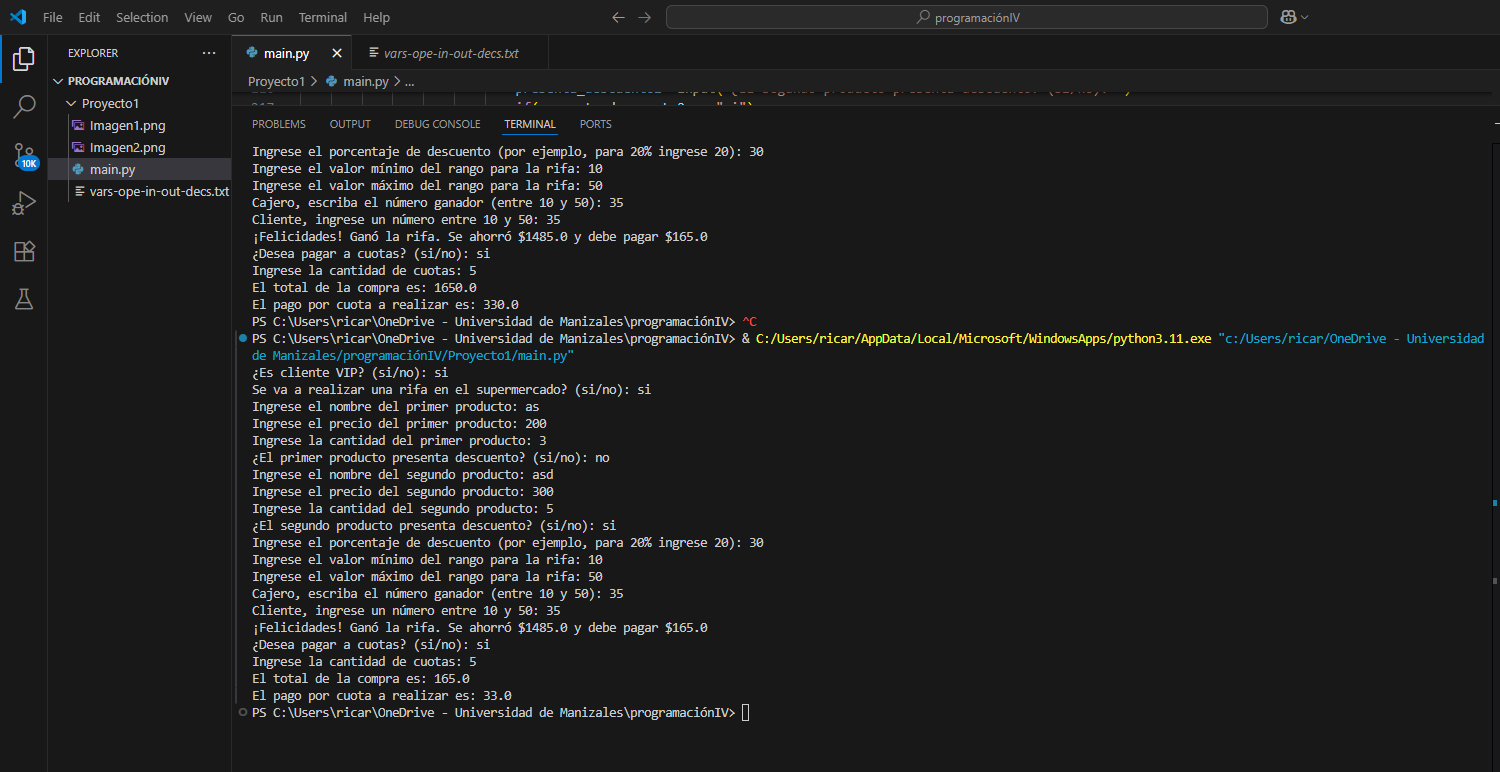 File Edit Selection View Go Run Terminal Help
programaciónIV
EXPLORER
PROGRAMACIÓNIV
Proyecto1
Imagen1.png
Imagen2.png
main.py
vars-ope-in-out-decs.txt
10K
main.py
vars-ope-in-out-decs.txt
Proyecto1 > main.py > ...
PROBLEMS OUTPUT DEBUG CONSOLE TERMINAL PORTS
Ingrese el porcentaje de descuento (por ejemplo, para 20% ingrese 20): 30
Ingrese el valor mínimo del rango para la rifa: 10
Ingrese el valor máximo del rango para la rifa: 50
Cajero, escriba el número ganador (entre 10 y 50): 35
Cliente, ingrese un número entre 10 y 50: 35
¡Felicidades! Ganó la rifa. Se ahorró $1485.0 y debe pagar $165.0
¿Desea pagar a cuotas? (si/no): si
Ingrese la cantidad de cuotas: 5
El total de la compra es: 1650.0
El pago por cuota a realizar es: 330.0
PS C:\Users\ricar\OneDrive - Universidad de Manizales\programaciónIV> ^C
PS C:\Users\ricar\OneDrive - Universidad de Manizales\programaciónIV> & C:/Users/ricar/AppData/Local/Microsoft/WindowsApps/python3.11.exe "c:/Users/ricar/OneDrive - Universidad
de Manizales/programaciónIV/Proyecto1/main.py"
¿Es cliente VIP? (si/no): si
Se va a realizar una rifa en el supermercado? (si/no): si
Ingrese el nombre del primer producto: as
Ingrese el precio del primer producto: 200
Ingrese la cantidad del primer producto: 3
¿El primer producto presenta descuento? (si/no): no
Ingrese el nombre del segundo producto: asd
Ingrese el precio del segundo producto: 300
Ingrese la cantidad del segundo producto: 5
¿El segundo producto presenta descuento? (si/no): si
Ingrese el porcentaje de descuento (por ejemplo, para 20% ingrese 20): 30
Ingrese el valor mínimo del rango para la rifa: 10
Ingrese el valor máximo del rango para la rifa: 50
Cajero, escriba el número ganador (entre 10 y 50): 35
Cliente, ingrese un número entre 10 y 50: 35
¡Felicidades! Ganó la rifa. Se ahorró $1485.0 y debe pagar $165.0
¿Desea pagar a cuotas? (si/no): si
Ingrese la cantidad de cuotas: 5
El total de la compra es: 165.0
El pago por cuota a realizar es: 33.0
PS C:\Users\ricar\OneDrive - Universidad de Manizales\programaciónIV>